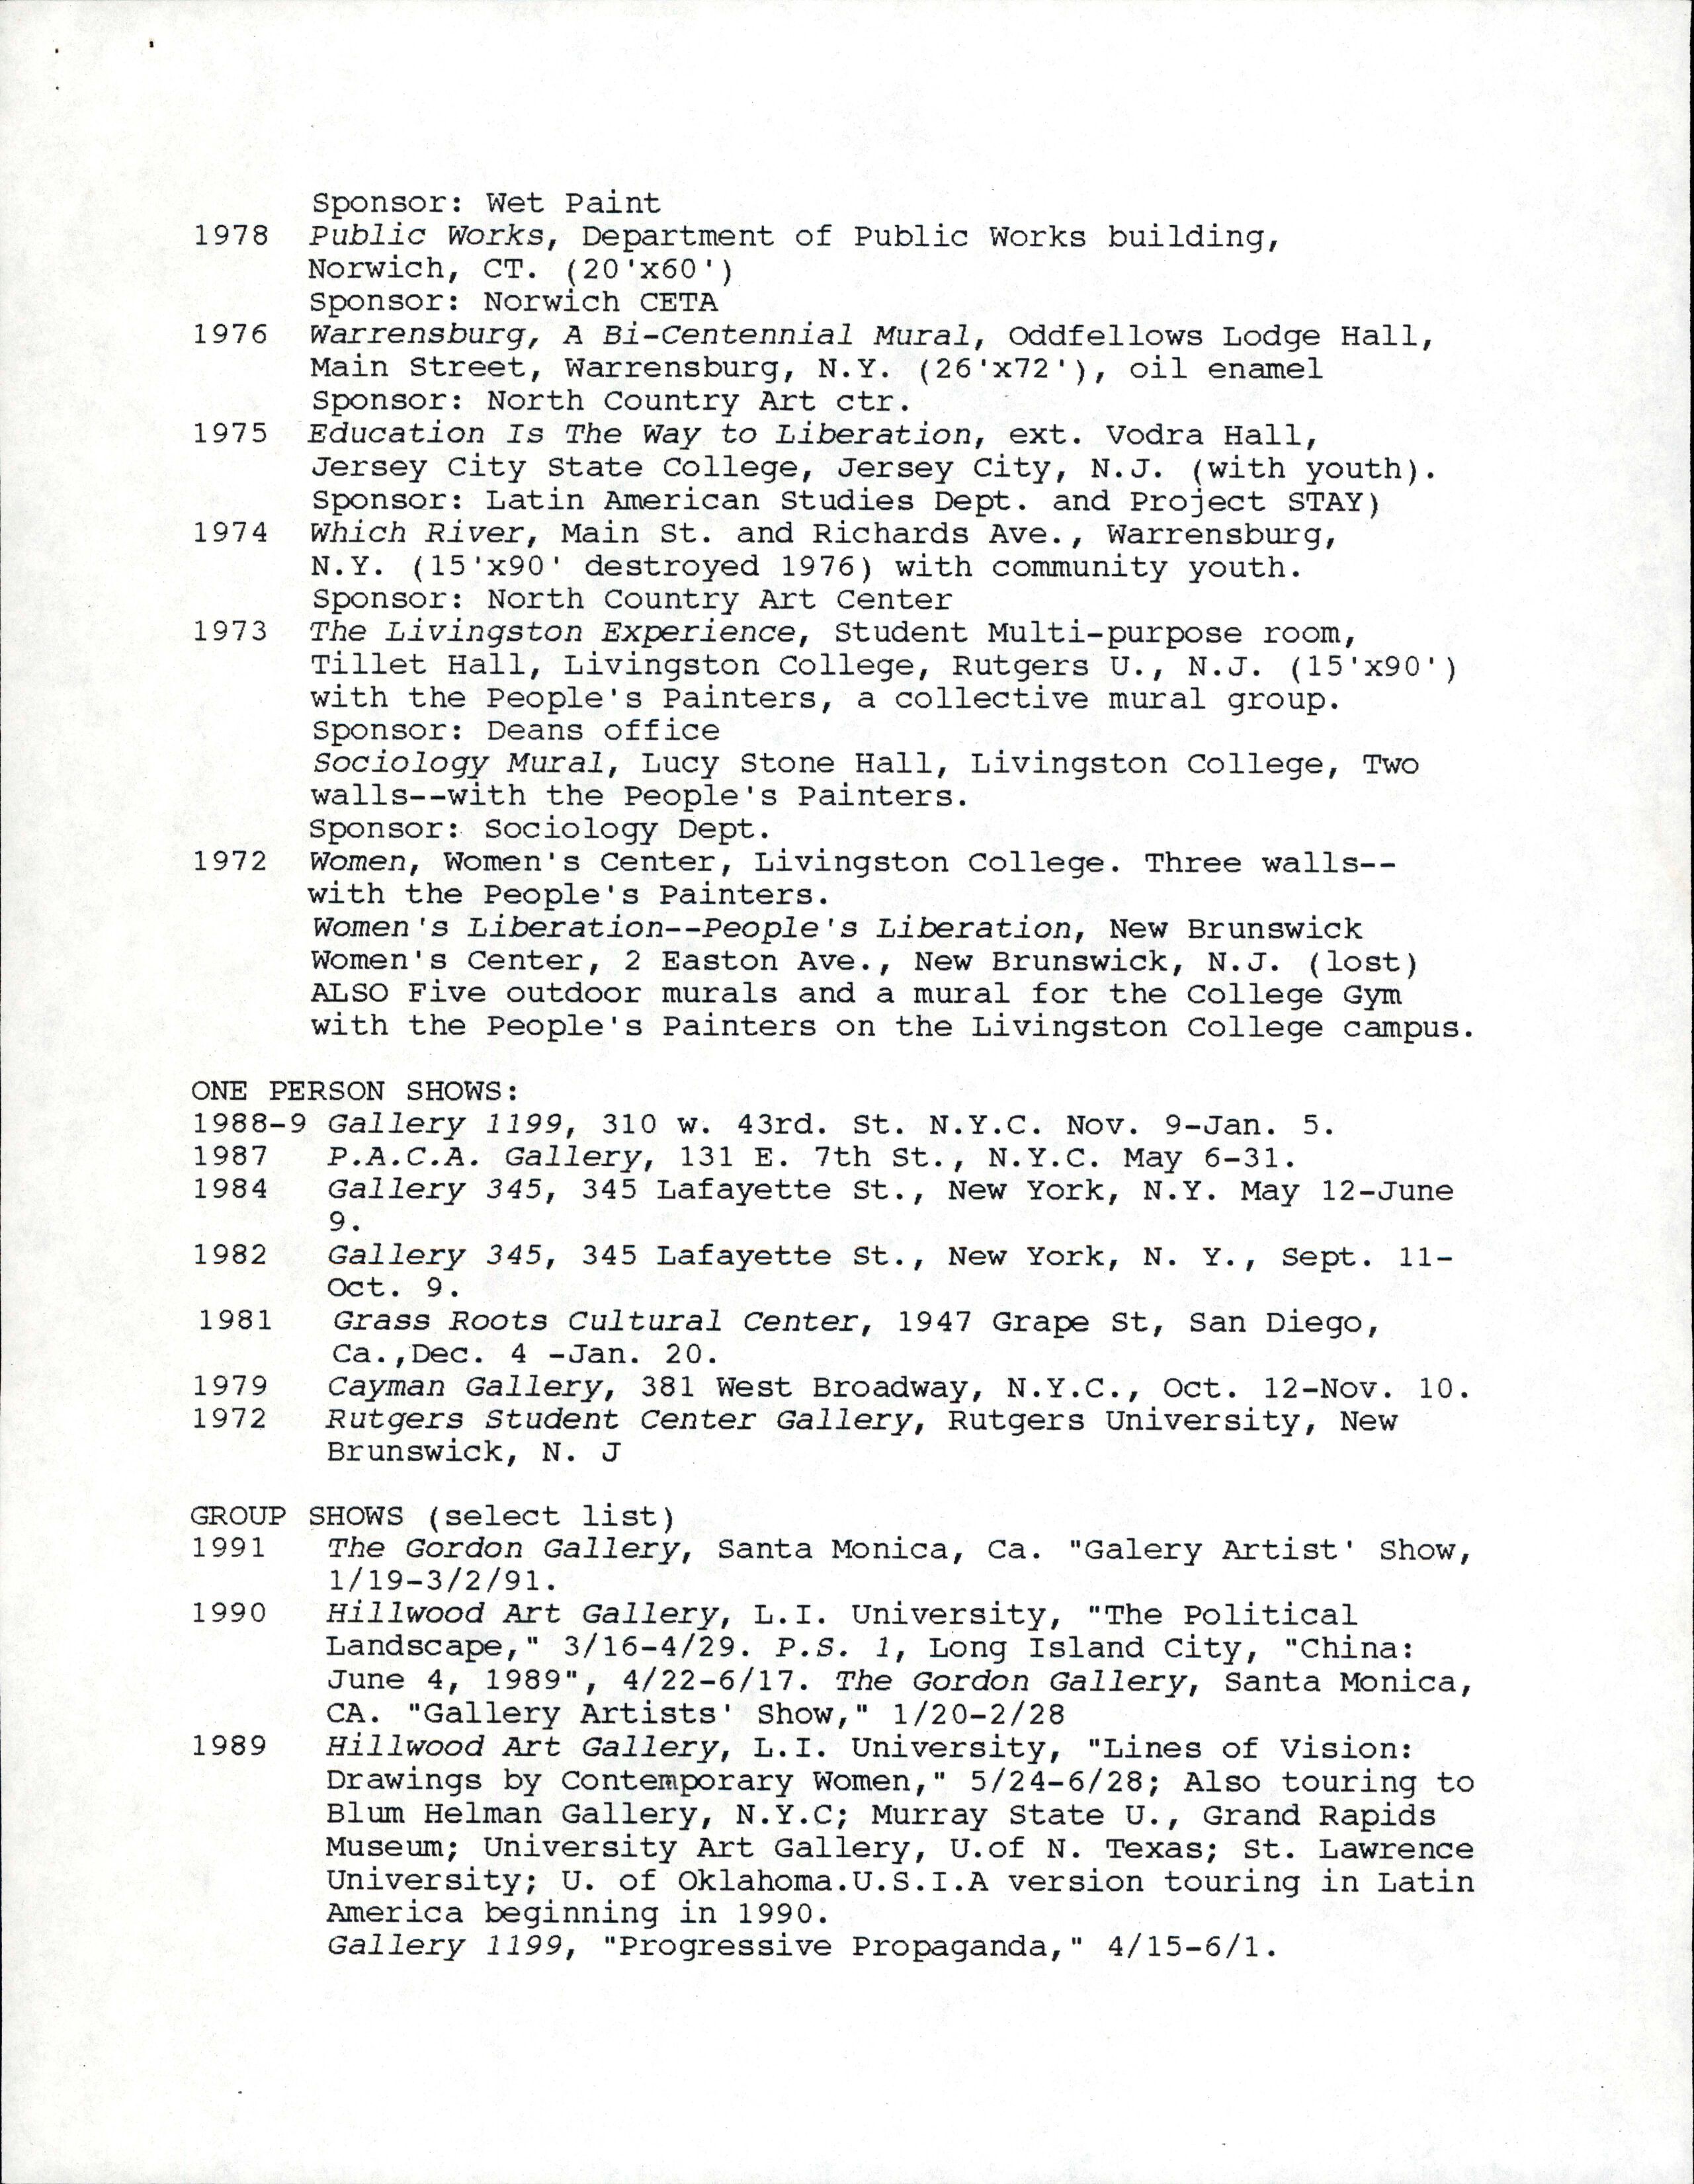 Sponsor: Wet Paint
1978 Public Works, Department of Public Works building,
Norwich, CT. (20'x60')
Sponsor: Norwich CETA
1976 Warrensburg, A Bi-Centennial Mural, Oddfellows Lodge Hall,
Main Street, Warrensburg, N.Y. (26'x72'), oil enamel
Sponsor: North Country Art ctr.
1975 Education Is The Way to Liberation, ext. Vodra Hall,
Jersey City State College, Jersey City, N.J. (with youth).
Sponsor: Latin American Studies Dept. and Project STAY)
1974 Which River, Main St. and Richards Ave., Warrensburg,
N.Y. (15'x90' destroyed 1976) with community youth.
Sponsor: North Country Art Center
1973 The Livingston Experience, Student Multi-purpose room,
Tillet Hall, Livingston College, Rutgers U., N.J. (15'x90')
with the People's Painters, a collective mural group.
Sponsor: Deans office
Sociology Mural, Lucy Stone Hall, Livingston College, Two
walls--with the People's Painters.
Sponsor: Sociology Dept.
1972 Women, Women's Center, Livingston College. Three walls--
with the People's Painters.
Women's Liberation--People's Liberation, New Brunswick
Women's Center, 2 Easton Ave., New Brunswick, N.J. (lost)
ALSO Five outdoor murals and a mural for the College Gym
with the People's Painters on the Livingston College campus.
ONE PERSON SHOWS:
1988-9 Gallery 1199, 310 w. 43rd. St. N.Y.C. Nov. 9-Jan. 5.
1987 P.A.C.A. Gallery, 131 E. 7th St., N.Y.C. May 6-31.
1984 Gallery 345, 345 Lafayette St., New York, N.Y. May 12-June
9.
1982 Gallery 345, 345 Lafayette St., New York, N. Y., Sept. 11-
Oct. 9.
1981 Grass Roots Cultural Center, 1947 Grape St, San Diego,
Ca.,Dec. 4 -Jan. 20.
1979 Cayman Gallery, 381 West Broadway, N.Y.C., Oct. 12-Nov. 10.
1972 Rutgers Student Center Gallery, Rutgers University, New
Brunswick, N. J
GROUP SHOWS (select list)
1991 The Gordon Gallery, Santa Monica, Ca. "Galery Artist' Show,
1/19-3/2/91.
1990 Hillwood Art Gallery, L.I. University, "The Political
Landscape," 3/16-4/29. P.S. 1, Long Island City, "China:
June 4, 1989", 4/22-6/17. The Gordon Gallery, Santa Monica,
CA. "Gallery Artists' Show," 1/20-2/28
1989 Hillwood Art Gallery, L.I. University, "Lines of Vision:
Drawings by Contemporary Women," 5/24-6/28; Also touring to
Blum Helman Gallery, N.Y.C; Murray State U., Grand Rapids
Museum; University Art Gallery, U.of N. Texas; St. Lawrence
University; U. of Oklahoma.U.S.I.A version touring in Latin
America beginning in 1990.
Gallery 1199, "Progressive Propaganda," 4/15-6/1.